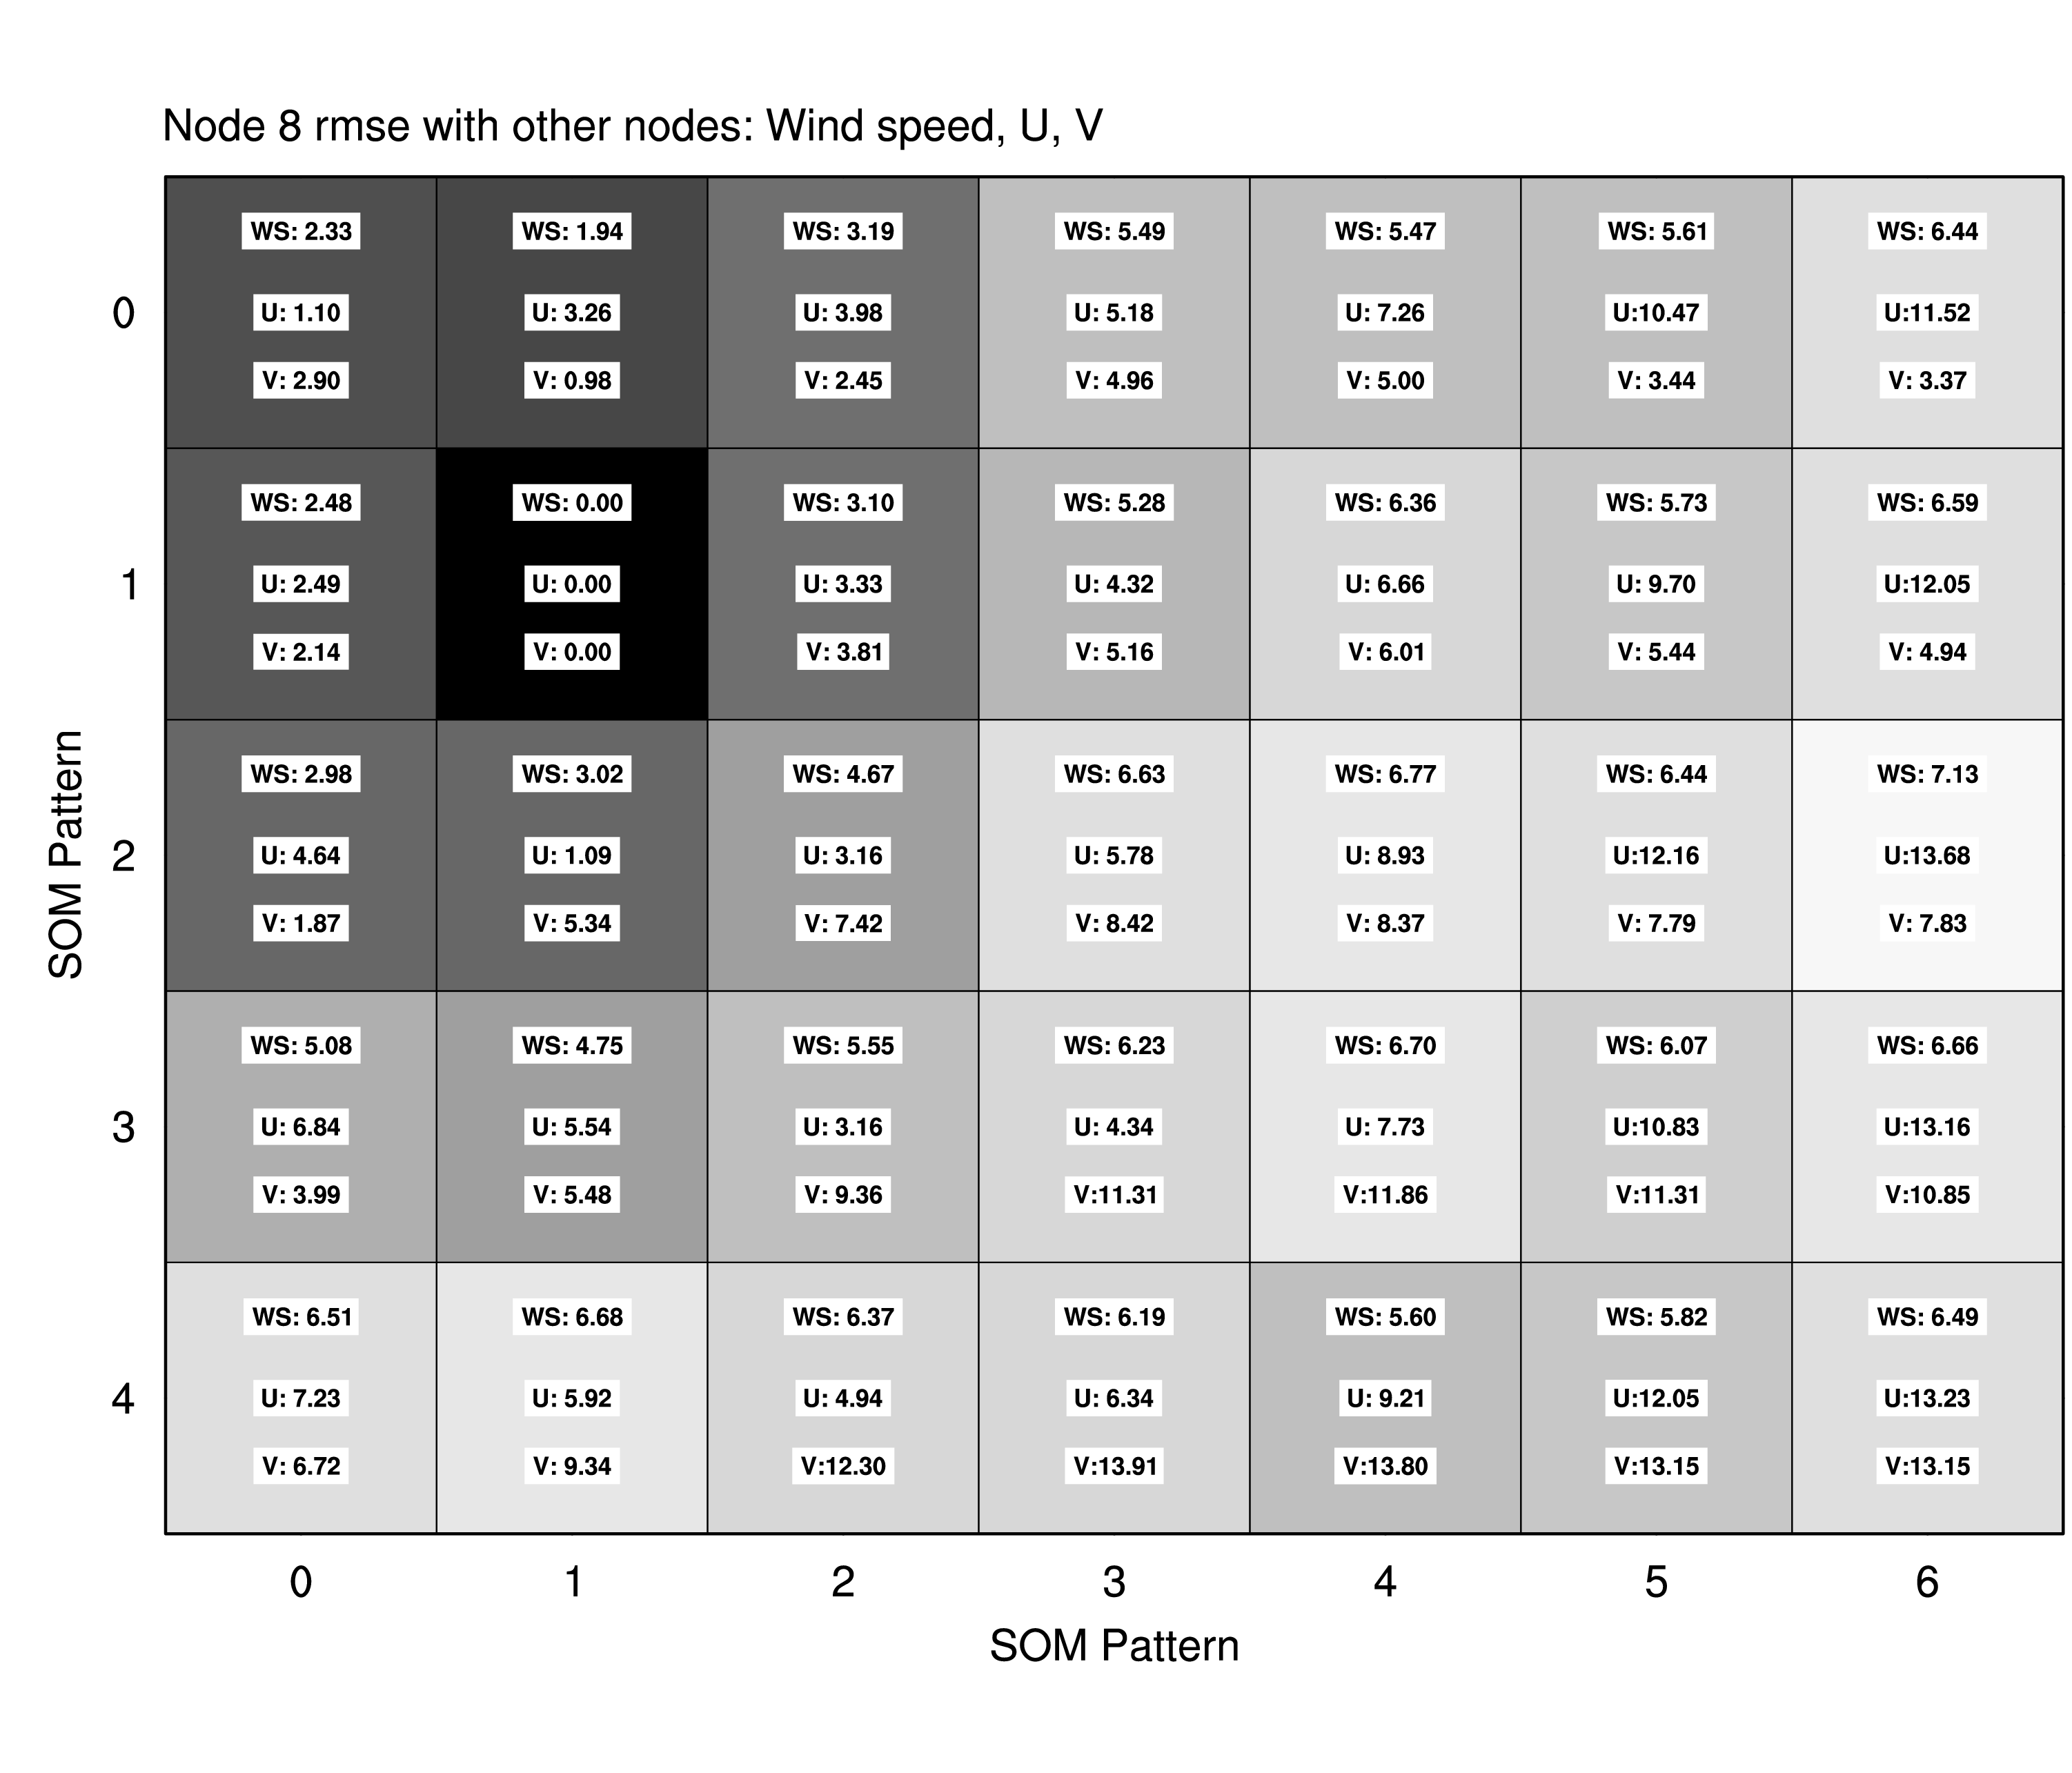 Node 8 rmse with other nodes: Wind speed, U, V
WS: 2.33 WS: 1.94 WS: 3.19 WS: 5.49 WS: 5.47 WS: 5.61 WS: 6.44
0 U: 1.10 U: 3.26 U: 3.98 U: 5.18 U: 7.26 U:10.47 U:11.52
V: 2.90 V: 0.98 V: 2.45 V: 4.96 V: 5.00 V: 3.44 V: 3.37
WS: 2.48 WS: 0.00 WS: 3.10 WS: 5.28 WS: 6.36 WS: 5.73 WS: 6.59
1 U: 2.49 U: 0.00 U: 3.33 U: 4.32 U: 6.66 U: 9.70 U:12.05
V: 2.14 V: 0.00 V: 3.81 V: 5.16 V: 6.01 V: 5.44 V: 4.94
SOM Pattern
WS: 2.98 WS: 3.02 WS: 4.67 WS: 6.63 WS: 6.77 WS: 6.44 WS: 7.13
2 U: 4.64 U: 1.09 U: 3.16 U: 5.78 U: 8.93 U:12.16 U:13.68
V: 1.87 V: 5.34 V: 7.42 V: 8.42 V: 8.37 V: 7.79 V: 7.83
WS: 5.08 WS: 4.75 WS: 5.55 WS: 6.23 WS: 6.70 WS: 6.07 WS: 6.66
3 U: 6.84 U: 5.54 U: 3.16 U: 4.34 U: 7.73 U:10.83 U:13.16
V: 3.99 V: 5.48 V: 9.36 V:11.31 V:11.86 V:11.31 V:10.85
WS: 6.51 WS: 6.68 WS: 6.37 WS: 6.19 WS: 5.60 WS: 5.82 WS: 6.49
4 U: 7.23 U: 5.92 U: 4.94 U: 6.34 U: 9.21 U:12.05 U:13.23
V: 6.72 V: 9.34 V:12.30 V:13.91 V:13.80 V:13.15 V:13.15
0 1 2 3 4 5 6
SOM Pattern